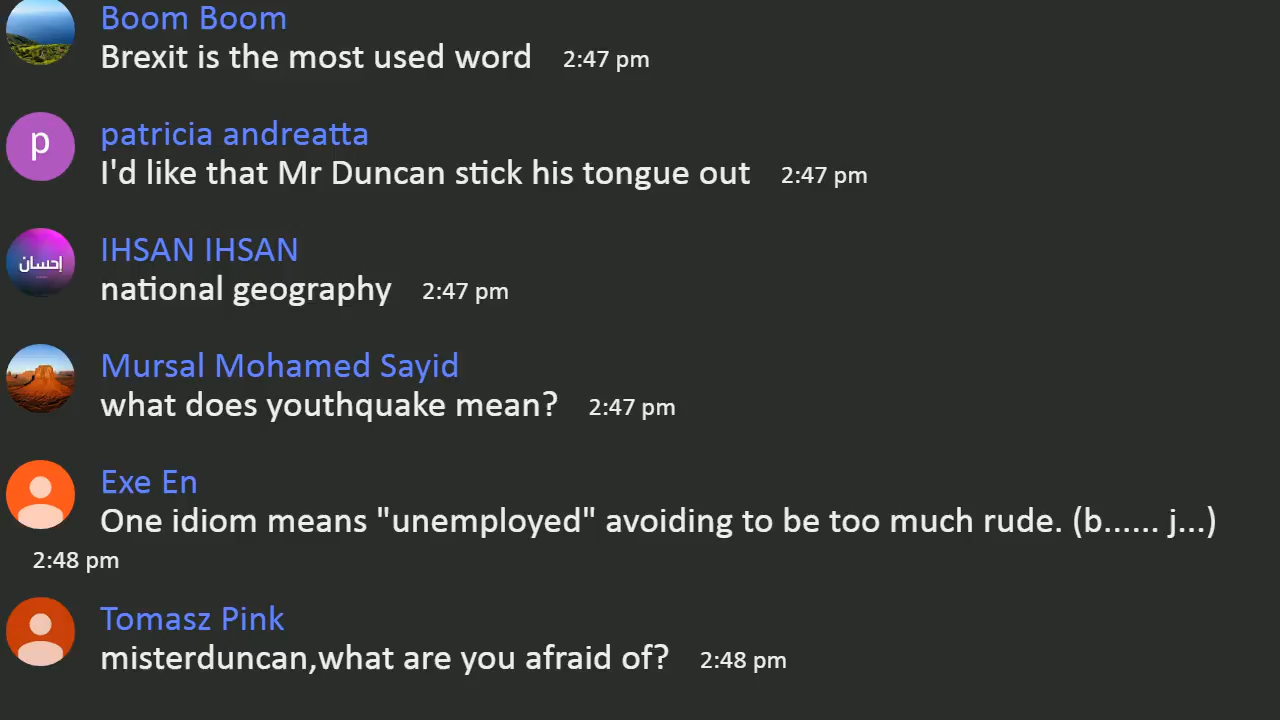 Boom Boom
Brexit is the most used word 2:47 pm
p
patricia andreatta
I'd like that Mr Duncan stick his tongue out 2:47 pm
إحسان
IHSAN IHSAN
national geography 2:47 pm
Mursal Mohamed Sayid
what does youthquake mean? 2:47 pm
Exe En
One idiom means "unemployed" avoiding to be too much rude. (b...... j...)
2:48 pm
Tomasz Pink
misterduncan,what are you afraid of? 2:48 pm